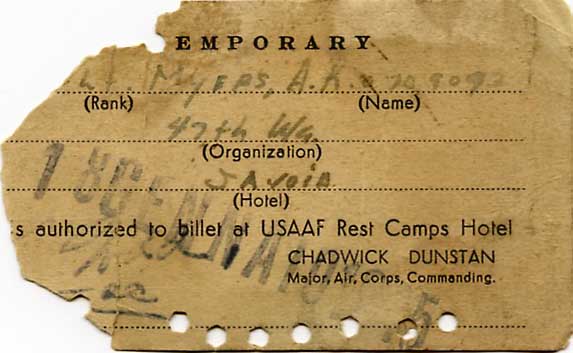 EMPORARY
Lt. Myers, A.R.
(Rank) (Name)
47th Wg.
(Organization)
Savoia
(Hotel)
s authorized to billet at USAAF Rest Camps Hotel
CHADWICK DUNSTAN
Major, Air, Corps, Commanding.